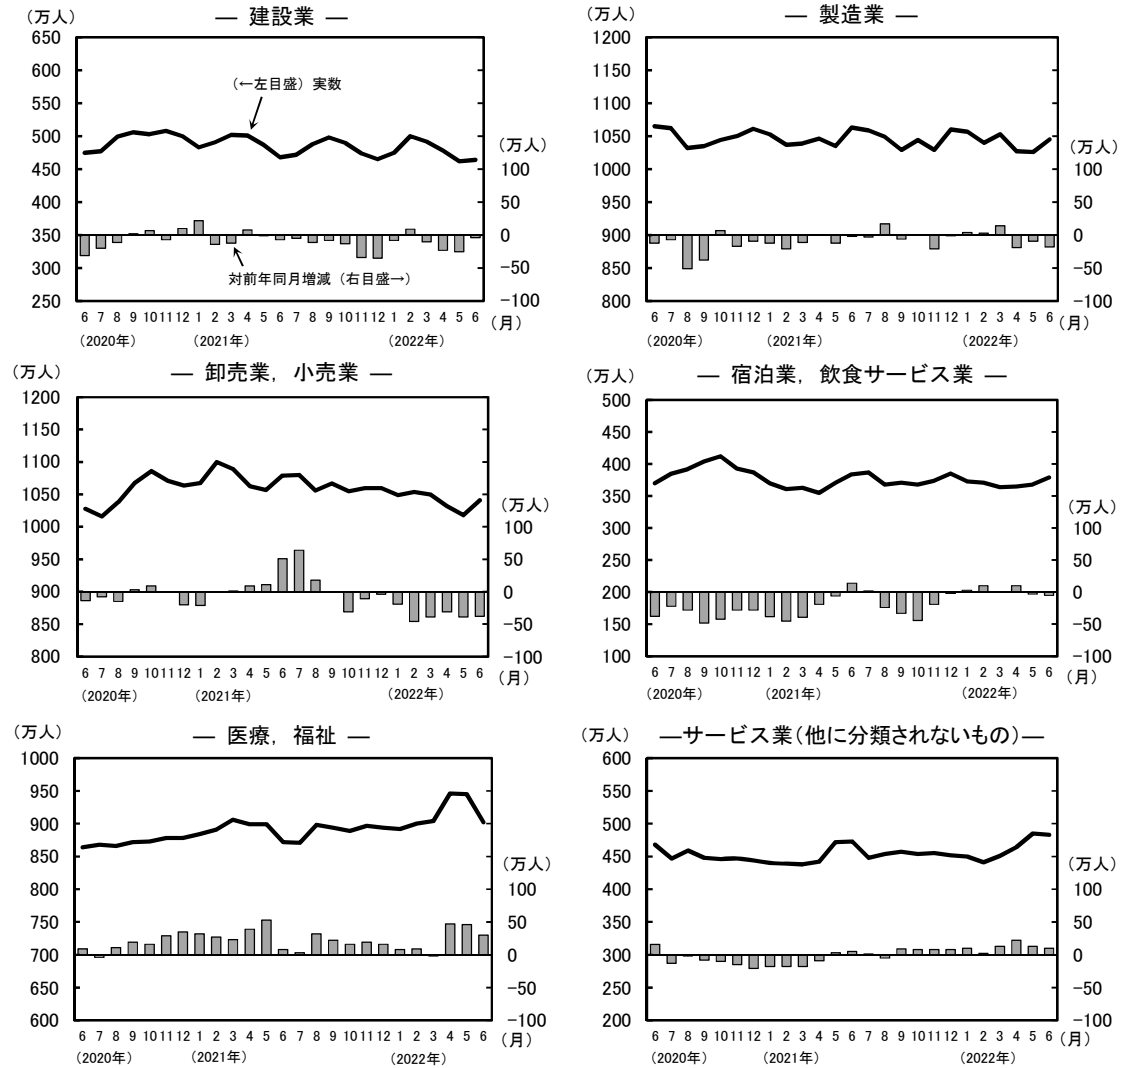 （万人）
― 建設業 ―
650
600
550
500
450
400
350
300
250
（←左目盛）実数
対前年同月増減（右目盛→）
（万人）
100
50
0
−50
−100
6 7 8 9 10 11 12 1 2 3 4 5 6 7 8 9 10 11 12 1 2 3 4 5 6
（月）
（2020年） （2021年） （2022年）
（万人）
― 製造業 ―
1200
1150
1100
1050
1000
950
900
850
800
（万人）
100
50
0
−50
−100
6 7 8 9 10 11 12 1 2 3 4 5 6 7 8 9 10 11 12 1 2 3 4 5 6
（月）
（2020年） （2021年） （2022年）
（万人）
― 卸売業，小売業 ―
1200
1150
1100
1050
1000
950
900
850
800
（万人）
100
50
0
−50
−100
6 7 8 9 10 11 12 1 2 3 4 5 6 7 8 9 10 11 12 1 2 3 4 5 6
（月）
（2020年） （2021年） （2022年）
（万人）
― 宿泊業，飲食サービス業 ―
500
450
400
350
300
250
200
150
100
（万人）
100
50
0
−50
−100
6 7 8 9 10 11 12 1 2 3 4 5 6 7 8 9 10 11 12 1 2 3 4 5 6
（月）
（2020年） （2021年） （2022年）
（万人）
― 医療，福祉 ―
1000
950
900
850
800
750
700
650
600
（万人）
100
50
0
−50
−100
6 7 8 9 10 11 12 1 2 3 4 5 6 7 8 9 10 11 12 1 2 3 4 5 6
（月）
（2020年） （2021年） （2022年）
（万人）
―サービス業（他に分類されないもの）―
600
550
500
450
400
350
300
250
200
（万人）
100
50
0
−50
−100
6 7 8 9 10 11 12 1 2 3 4 5 6 7 8 9 10 11 12 1 2 3 4 5 6
（月）
（2020年） （2021年） （2022年）